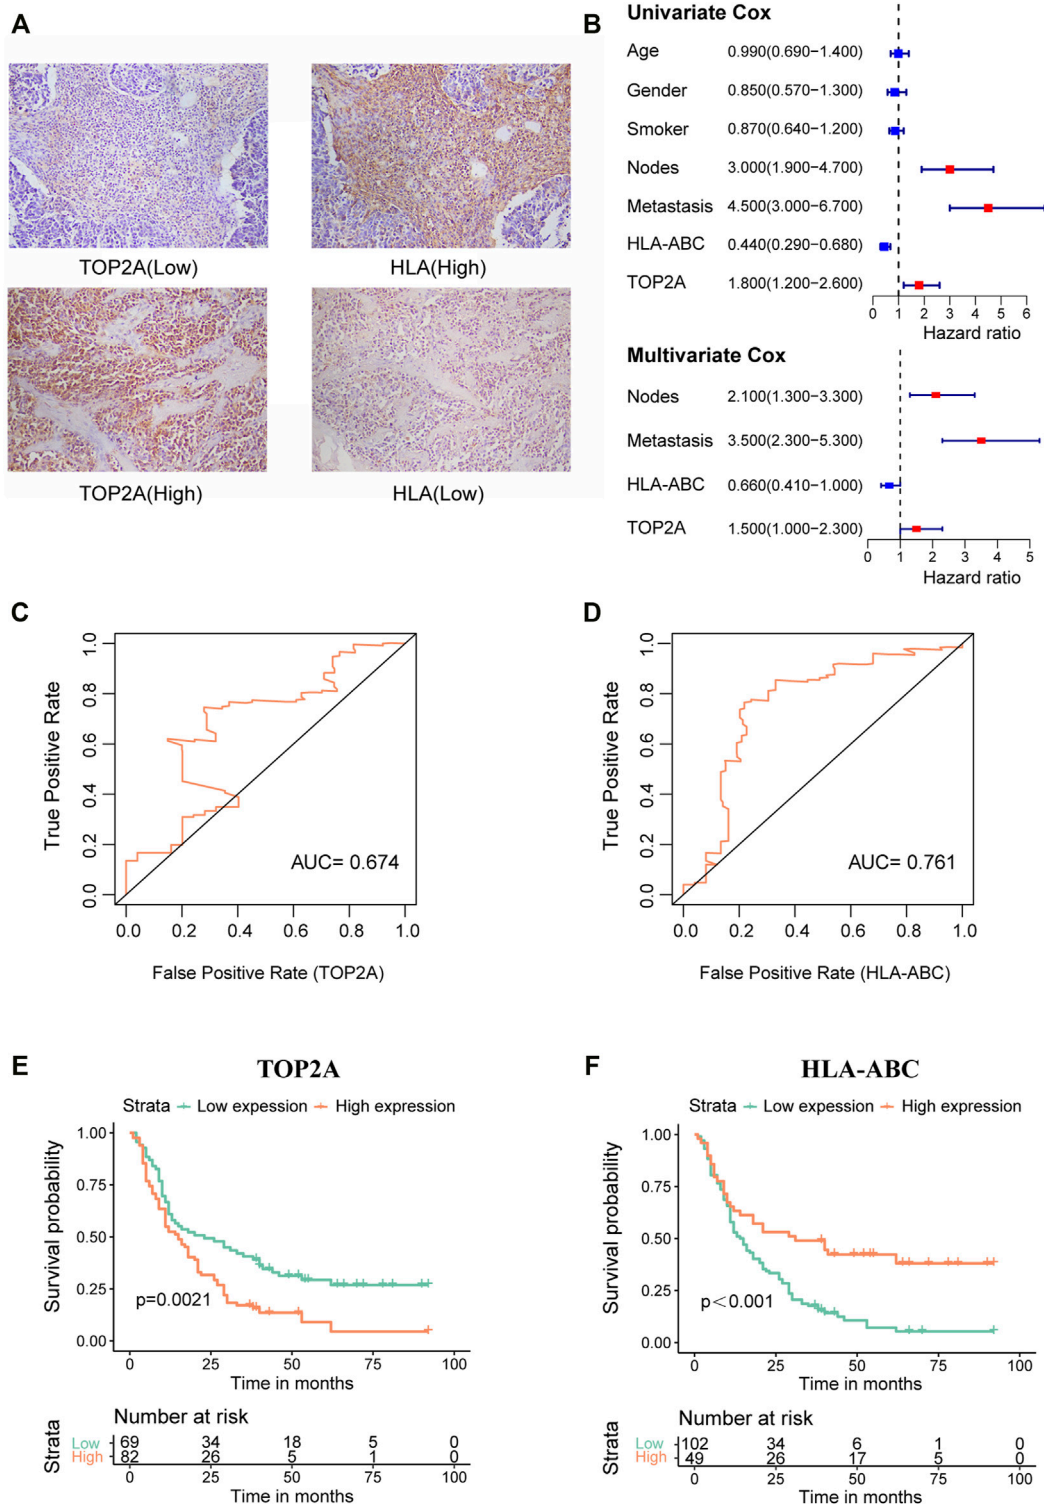 A
TOP2A(Low)
HLA(High)
TOP2A(High)
HLA(Low)
B
Univariate Cox
Age 0.990(0.690−1.400)
Gender 0.850(0.570−1.300)
Smoker 0.870(0.640−1.200)
Nodes 3.000(1.900−4.700)
Metastasis 4.500(3.000−6.700)
HLA-ABC 0.440(0.290−0.680)
TOP2A 1.800(1.200−2.600)
0 1 2 3 4 5 6
Hazard ratio
Multivariate Cox
Nodes 2.100(1.300−3.300)
Metastasis 3.500(2.300−5.300)
HLA-ABC 0.660(0.410−1.000)
TOP2A 1.500(1.000−2.300)
0 1 2 3 4 5
Hazard ratio
C
True Positive Rate
1.0
0.8
0.6
0.4
0.2
0.0
AUC= 0.674
0.0 0.2 0.4 0.6 0.8 1.0
False Positive Rate (TOP2A)
D
True Positive Rate
1.0
0.8
0.6
0.4
0.2
0.0
AUC= 0.761
0.0 0.2 0.4 0.6 0.8 1.0
False Positive Rate (HLA-ABC)
E
TOP2A
Strata Low expession High expression
Survival probability
1.00
0.75
0.50
0.25
0.00
p=0.0021
0 25 50 75 100
Time in months
Number at risk
Strata
Low 69 34 18 5 0
High 82 26 5 1 0
0 25 50 75 100
Time in months
F
HLA-ABC
Strata Low expession High expression
Survival probability
1.00
0.75
0.50
0.25
0.00
p<0.001
0 25 50 75 100
Time in months
Number at risk
Strata
Low 102 34 6 1 0
High 49 26 17 5 0
0 25 50 75 100
Time in months